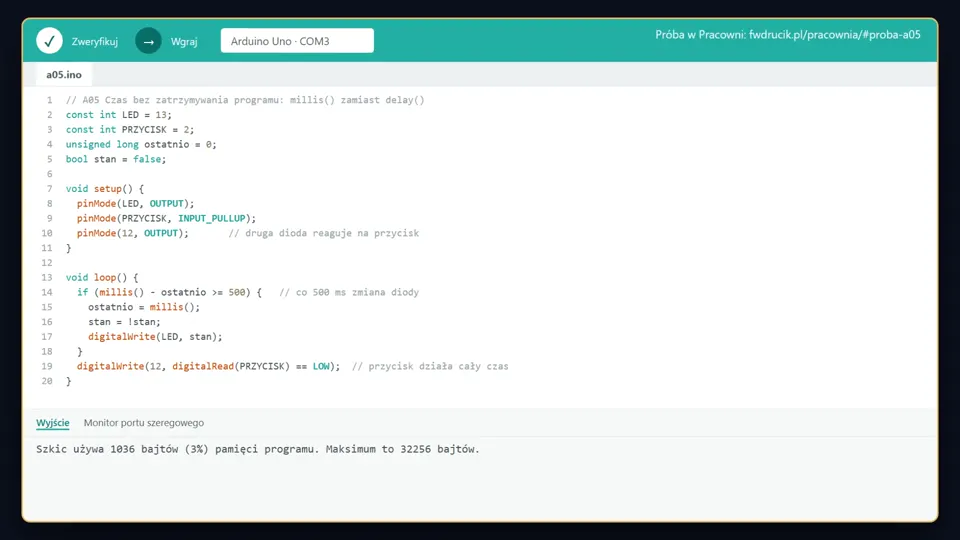 ✓ Zweryfikuj → Wgraj Arduino Uno · COM3 Próba w Pracowni: fwdrucik.pl/pracownia/#proba-a05
a05.ino
1 // A05 Czas bez zatrzymywania programu: millis() zamiast delay()
2 const int LED = 13;
3 const int PRZYCISK = 2;
4 unsigned long ostatnio = 0;
5 bool stan = false;
6
7 void setup() {
8 pinMode(LED, OUTPUT);
9 pinMode(PRZYCISK, INPUT_PULLUP);
10 pinMode(12, OUTPUT); // druga dioda reaguje na przycisk
11 }
12
13 void loop() {
14 if (millis() - ostatnio >= 500) { // co 500 ms zmiana diody
15 ostatnio = millis();
16 stan = !stan;
17 digitalWrite(LED, stan);
18 }
19 digitalWrite(12, digitalRead(PRZYCISK) == LOW); // przycisk działa cały czas
20 }
Wyjście Monitor portu szeregowego
Szkic używa 1036 bajtów (3%) pamięci programu. Maksimum to 32256 bajtów.